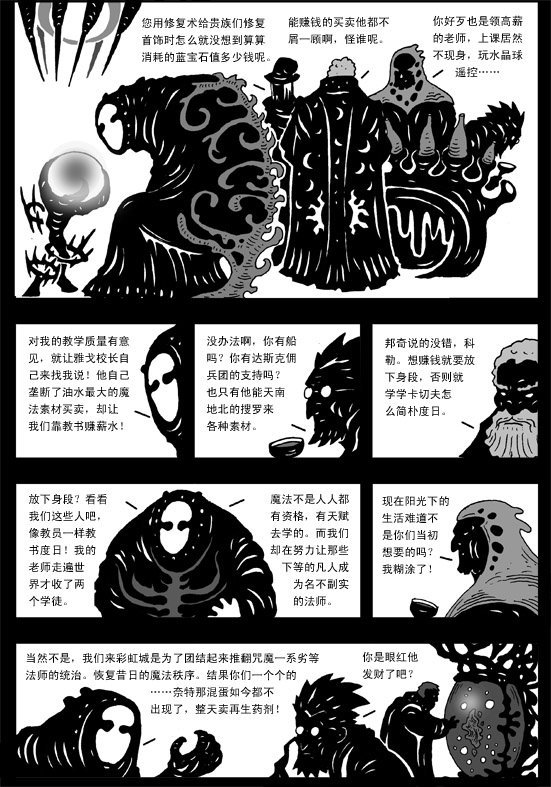 您用修复术给贵族们修复
首饰时怎么就没想到算算
消耗的蓝宝石值多少钱呢。
能赚钱的买卖他都不
屑一顾啊，怪谁呢。
你好歹也是领高薪
的老师，上课居然
不现身，玩水晶球
遥控……
对我的教学质量有意
见，就让雅戈校长自
己来找我说！他自己
垄断了油水最大的魔
法素材买卖，却让
我们靠教书赚薪水！
没办法啊，你有船
吗？你有达斯克佣
兵团的支持吗？
也只有他能天南
地北的搜罗来
各种素材。
邦奇说的没错，科
勒。想赚钱就要放
下身段，否则就
学学卡切夫怎
么简朴度日。
放下身段？看看
我们这些人吧，
像教员一样教
书度日！我的
老师走遍世
界才收了两
个学徒。
魔法不是人人都
有资格，有天赋
去学的。而我们
却在努力让那些
下等的凡人成
为名不副实
的法师。
现在阳光下的
生活难道不
是你们当初
想要的吗？
我糊涂了！
当然不是，我们来彩虹城是为了团结起来推翻咒魔一系劣等
法师的统治。恢复昔日的魔法秩序。结果你们一个个的
……奈特那混蛋如今都不
出现了，整天卖再生药剂！
你是眼红他
发财了吧？